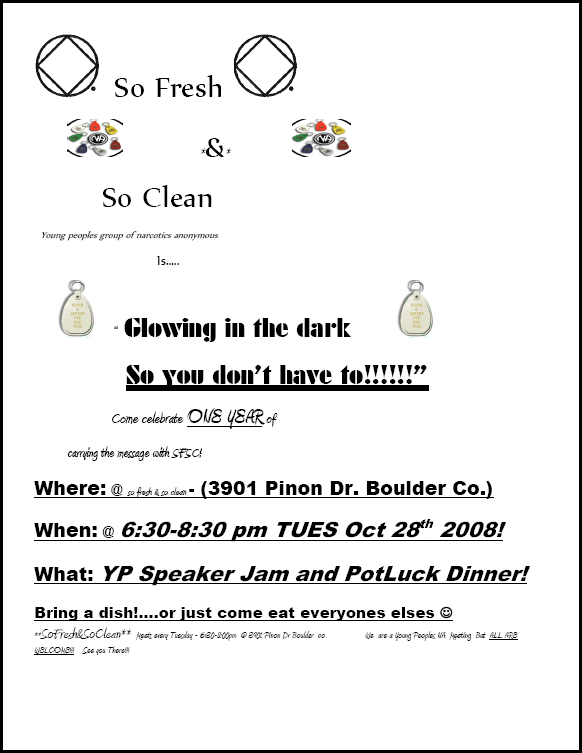 So Fresh
*&*
So Clean
Young peoples group of narcotics anonymous
Is.....
“ Glowing in the dark
So you don’t have to!!!!!!”
Come celebrate ONE YEAR of
carrying the message with SFSC!
Where: @ so fresh & so clean - (3901 Pinon Dr. Boulder Co.)
When: @ 6:30-8:30 pm TUES Oct 28th 2008!
What: YP Speaker Jam and PotLuck Dinner!
Bring a dish!....or just come eat everyones elses ☺
**SoFresh&SoClean** Meets every Tuesday - 6:30-8:00pm @ 3901 Pinon Dr. Boulder co We are a Young Peoples NA Meeting But ALL ARE
WELCOME!!! See you There!!!